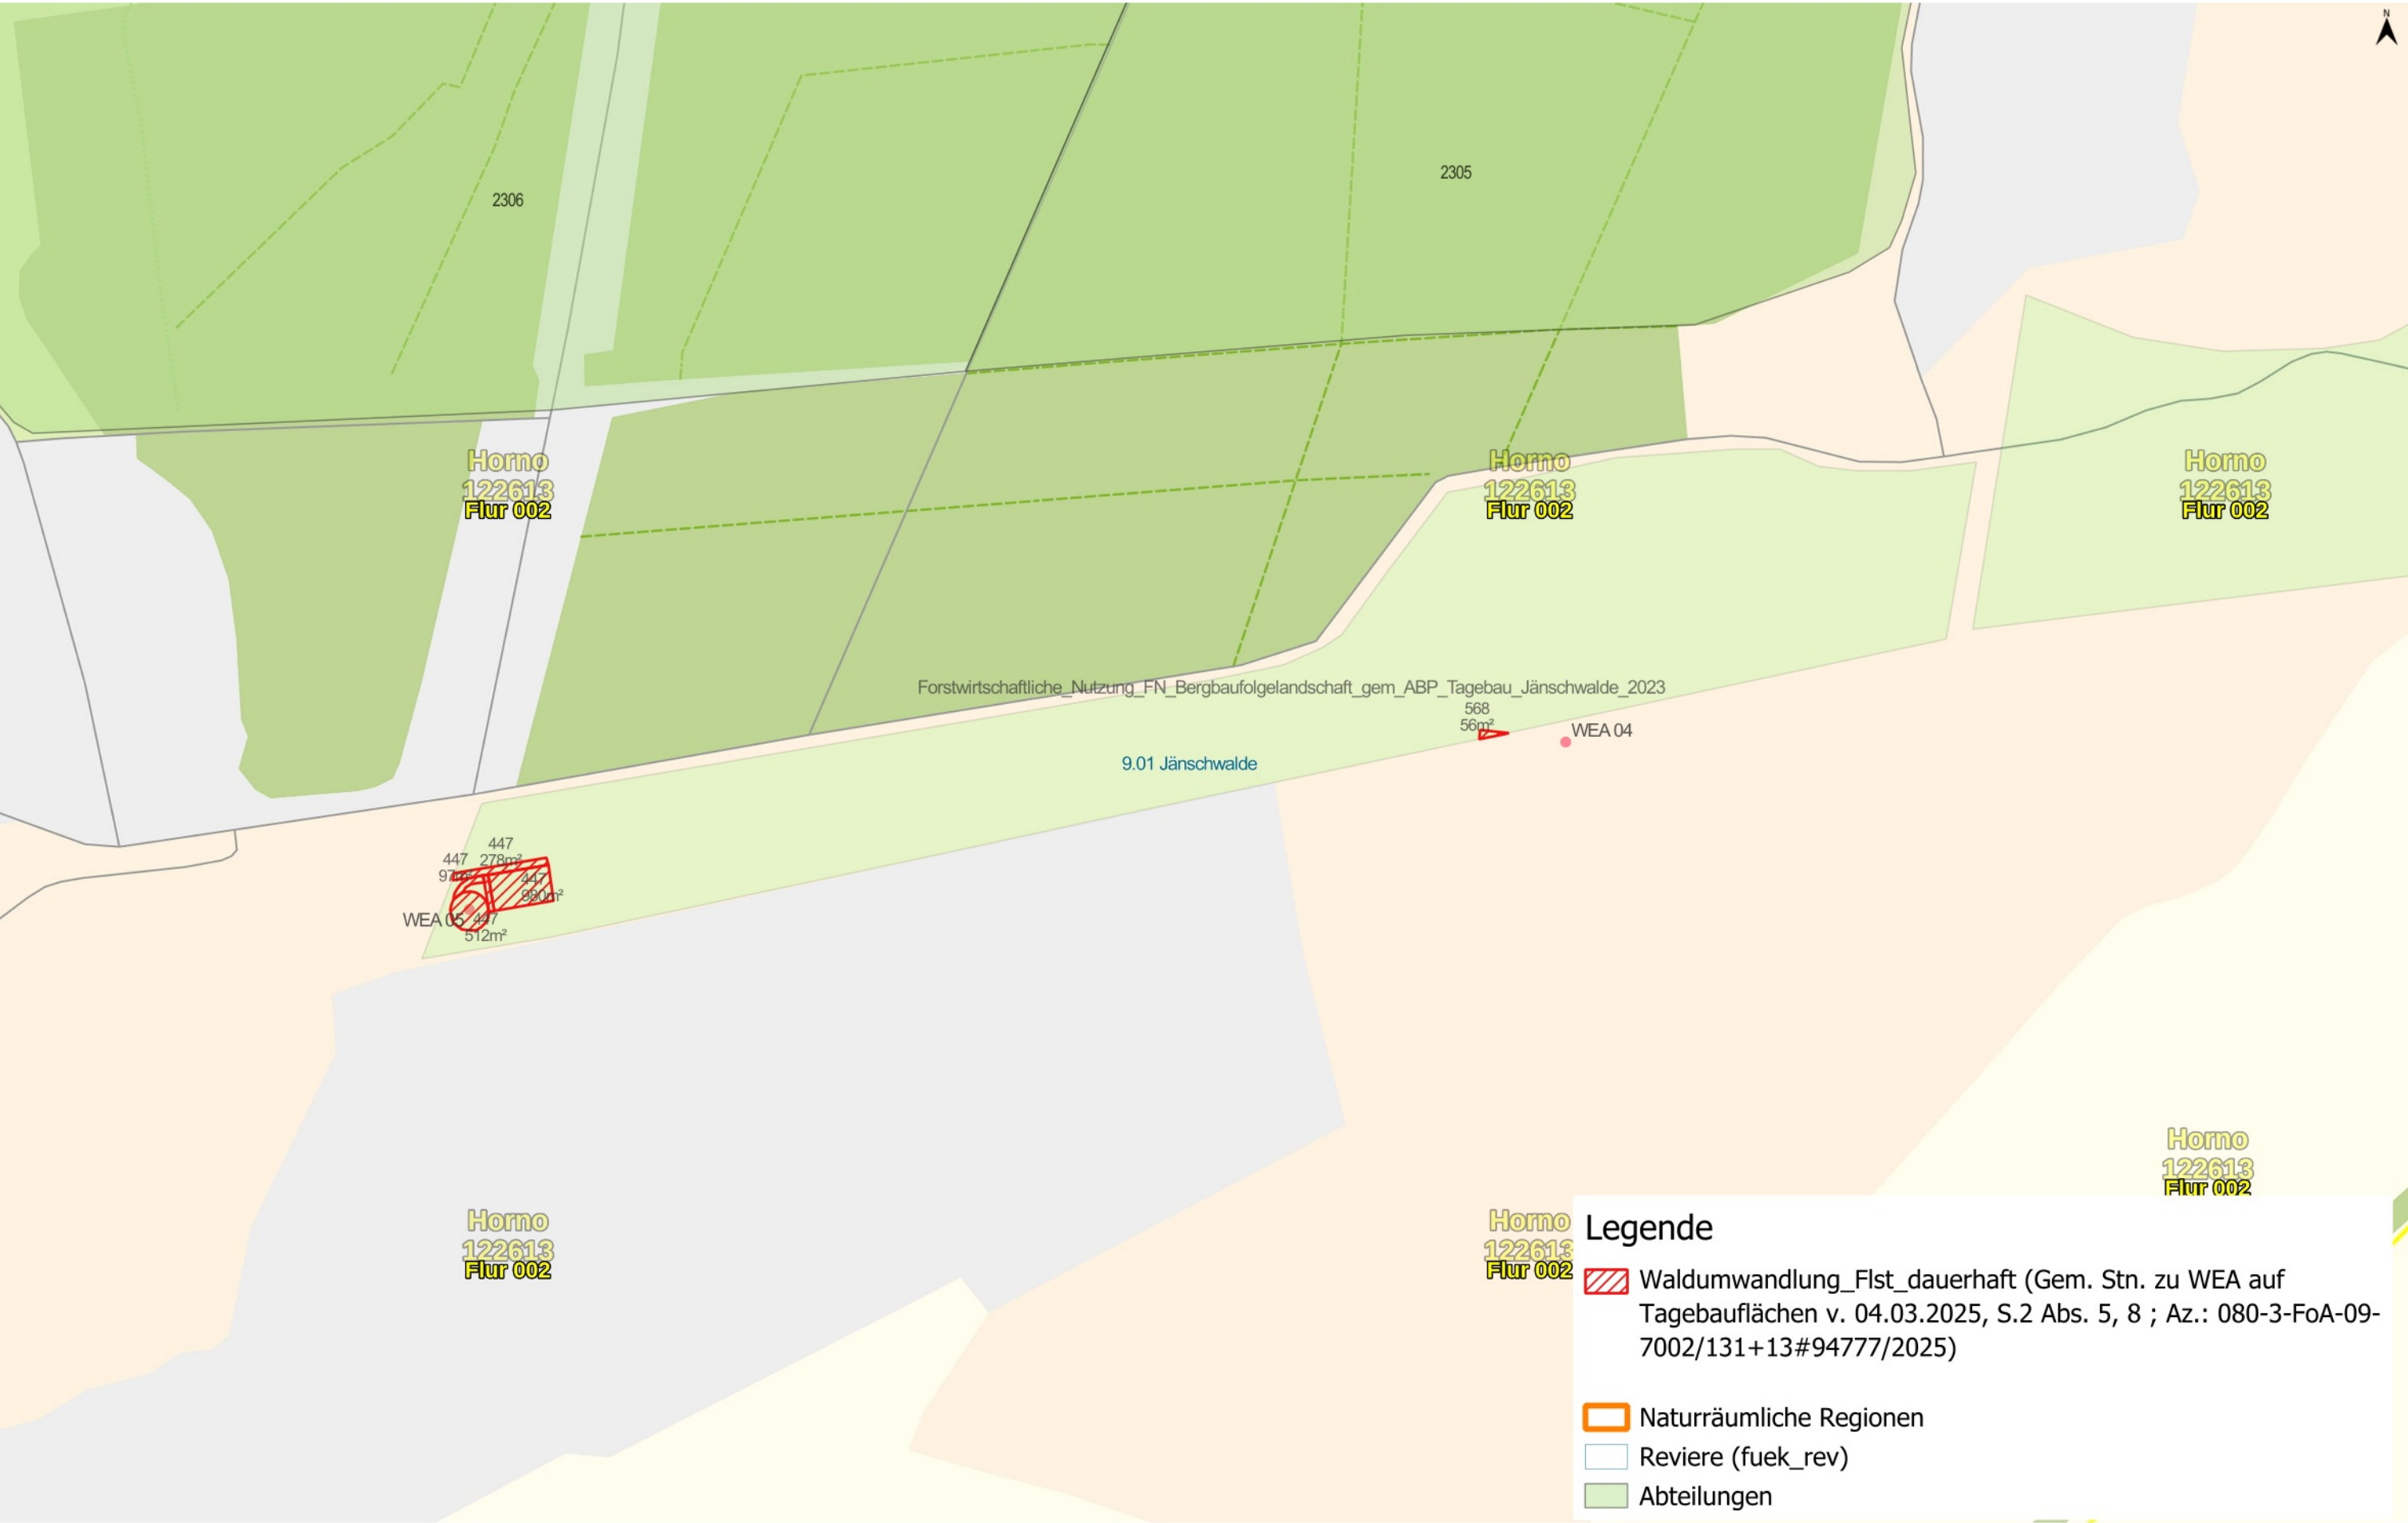 N
2305
2306
Horno
122613
Flur 002
Horno
122613
Flur 002
Horno
122613
Flur 002
Forstwirtschaftliche_Nutzung_FN_Bergbaufolgelandschaft_gem_ABP_Tagebau_Jänschwalde_2023
568
56m²
WEA 04
9.01 Jänschwalde
447
278m²
447
97m²
447
980m²
WEA 05
447
512m²
Horno
122613
Flur 002
Horno
122613
Flur 002
Horno
122613
Flur 002
Legende
Waldumwandlung_Flst_dauerhaft (Gem. Stn. zu WEA auf
Tagebauflächen v. 04.03.2025, S.2 Abs. 5, 8 ; Az.: 080-3-FoA-09-
7002/131+13#94777/2025)
Naturräumliche Regionen
Reviere (fuek_rev)
Abteilungen